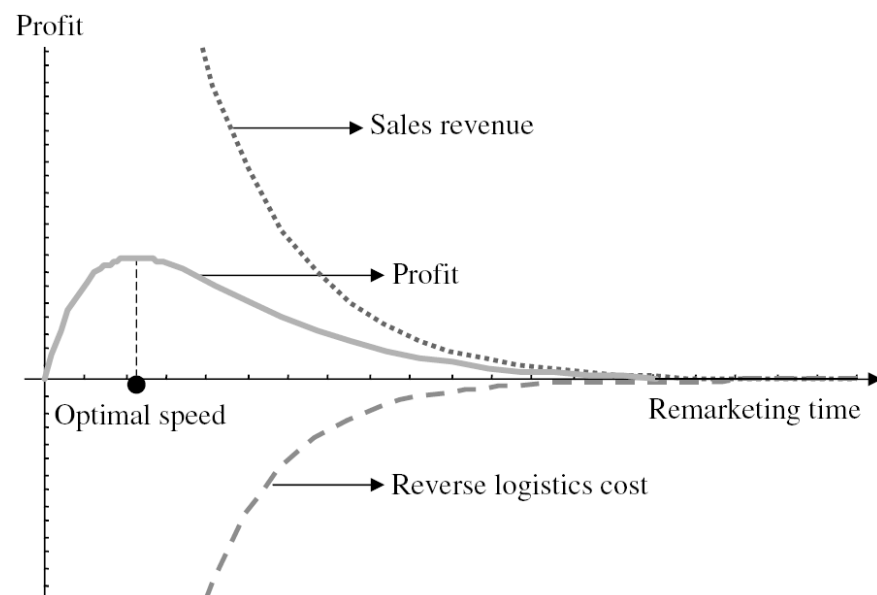 Profit
Sales revenue
Profit
Optimal speed
Remarketing time
Reverse logistics cost